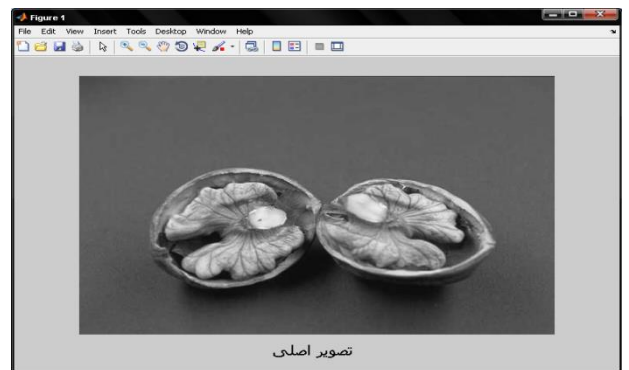 Figure 1
File Edit View Insert Tools Desktop Window Help
تصویر اصلی